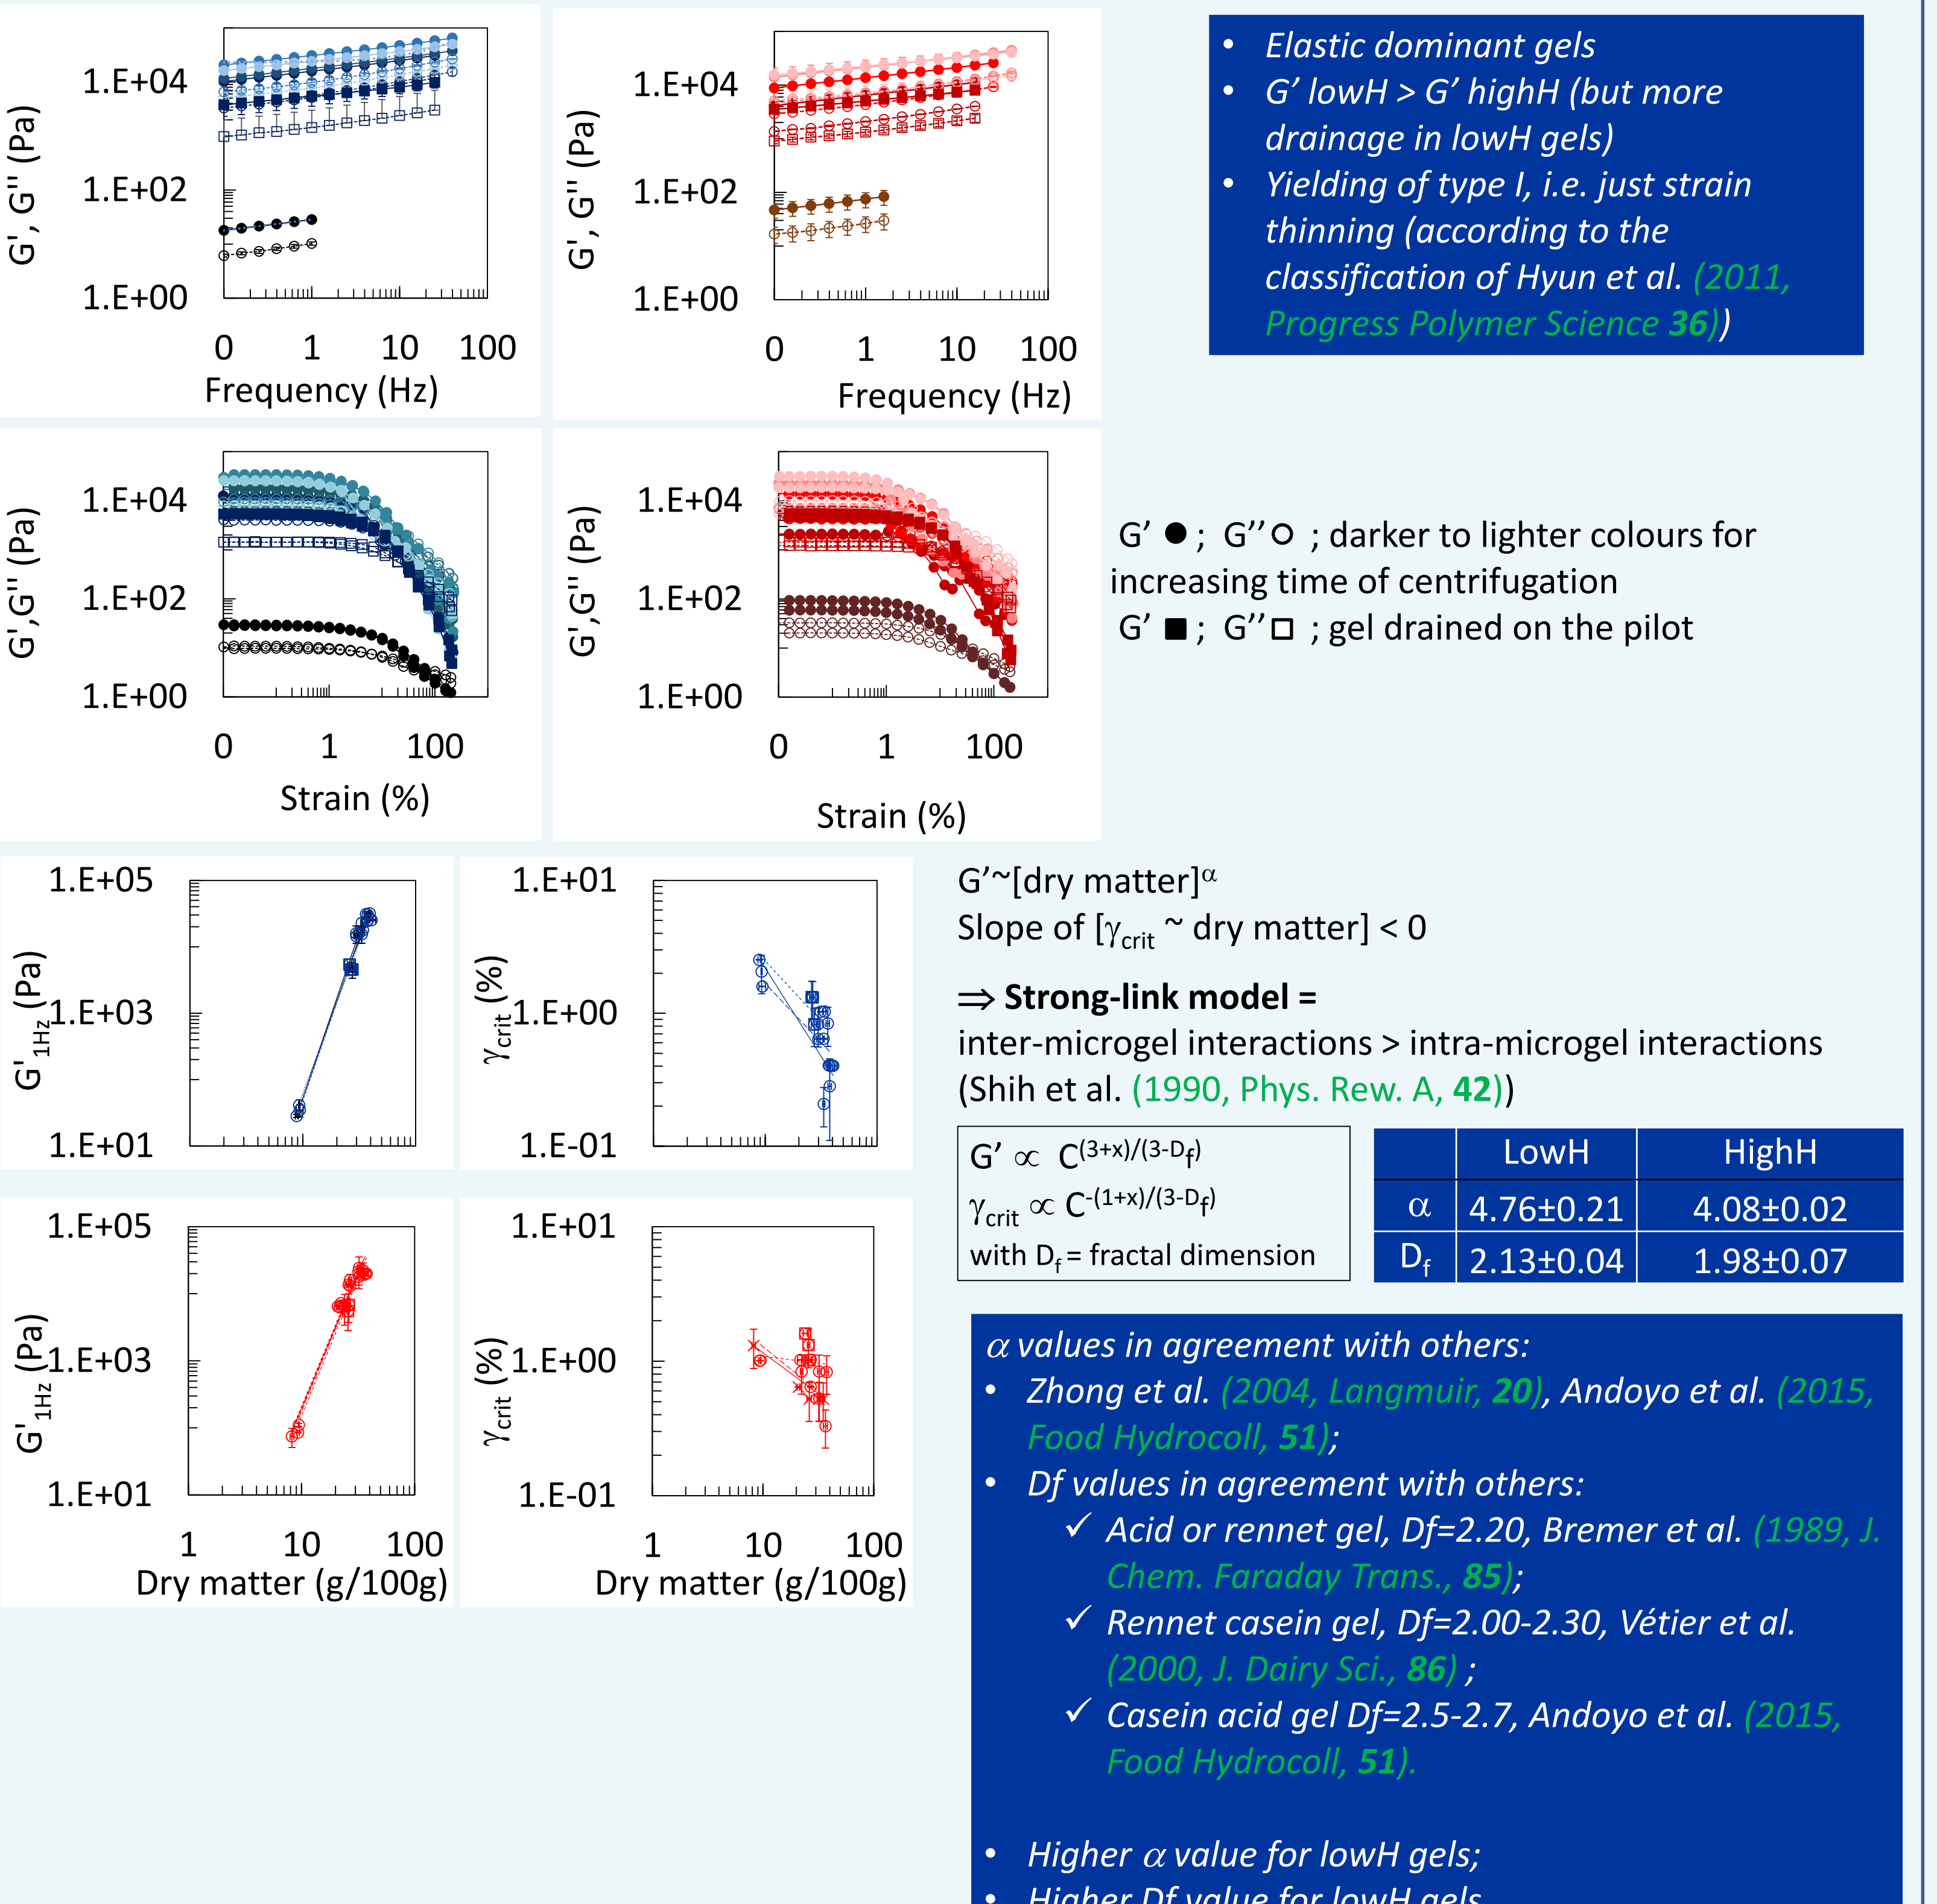 G', G'' (Pa)
1.E+04
1.E+02
1.E+00
0 1 10 100
Frequency (Hz)
G', G'' (Pa)
1.E+04
1.E+02
1.E+00
0 1 10 100
Frequency (Hz)
• Elastic dominant gels
• G' lowH > G' highH (but more
drainage in lowH gels)
• Yielding of type I, i.e. just strain
thinning (according to the
classification of Hyun et al. (2011,
Progress Polymer Science 36))
G',G'' (Pa)
1.E+04
1.E+02
1.E+00
0 1 100
Strain (%)
G',G'' (Pa)
1.E+04
1.E+02
1.E+00
0 1 100
Strain (%)
G' ● ; G'' ○ ; darker to lighter colours for
increasing time of centrifugation
G' ■ ; G'' □ ; gel drained on the pilot
G'1Hz (Pa)
1.E+05
1.E+03
1.E+01
γcrit (%)
1.E+01
1.E+00
1.E-01
G'~[dry matter]^α
Slope of [γcrit ~ dry matter] < 0
⇒ Strong-link model =
inter-microgel interactions > intra-microgel interactions
(Shih et al. (1990, Phys. Rew. A, 42))
G' ∝ C^(3+x)/(3-Df)
γcrit ∝ C^-(1+x)/(3-Df)
with Df = fractal dimension
LowH HighH
α 4.76±0.21 4.08±0.02
Df 2.13±0.04 1.98±0.07
G'1Hz (Pa)
1.E+05
1.E+03
1.E+01
1 10 100
Dry matter (g/100g)
γcrit (%)
1.E+01
1.E+00
1.E-01
1 10 100
Dry matter (g/100g)
α values in agreement with others:
• Zhong et al. (2004, Langmuir, 20), Andoyo et al. (2015,
Food Hydrocoll, 51);
• Df values in agreement with others:
✓ Acid or rennet gel, Df=2.20, Bremer et al. (1989, J.
Chem. Faraday Trans., 85);
✓ Rennet casein gel, Df=2.00-2.30, Vétier et al.
(2000, J. Dairy Sci., 86) ;
✓ Casein acid gel Df=2.5-2.7, Andoyo et al. (2015,
Food Hydrocoll, 51).
• Higher α value for lowH gels;
• Higher Df value for lowH gels